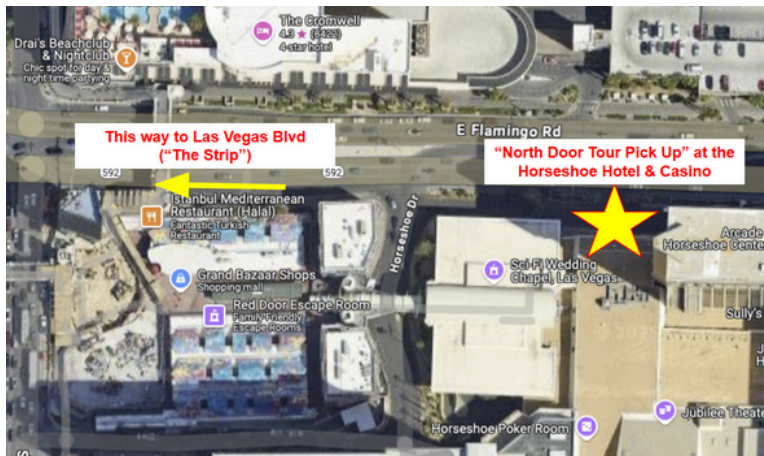 The Cromwell
4.3 ★ (8422)
4-star hotel
Drai's Beachclub
& Nightclub
Chic spot for day &
night-time partying
This way to Las Vegas Blvd
(“The Strip”)
E Flamingo Rd
592
592
“North Door Tour Pick Up” at the
Horseshoe Hotel & Casino
Istanbul Mediterranean
Restaurant (Halal)
Fantastic Turkish
Restaurant
Horseshoe Dr
Arcade
Horseshoe Center
Sci Fi Wedding
Chapel, Las Vegas
Grand Bazaar Shops
Shopping mall
Red Door Escape Room
Family Friendly
Escape Rooms
Sully's
Jubilee Theate
Horseshoe Poker Room